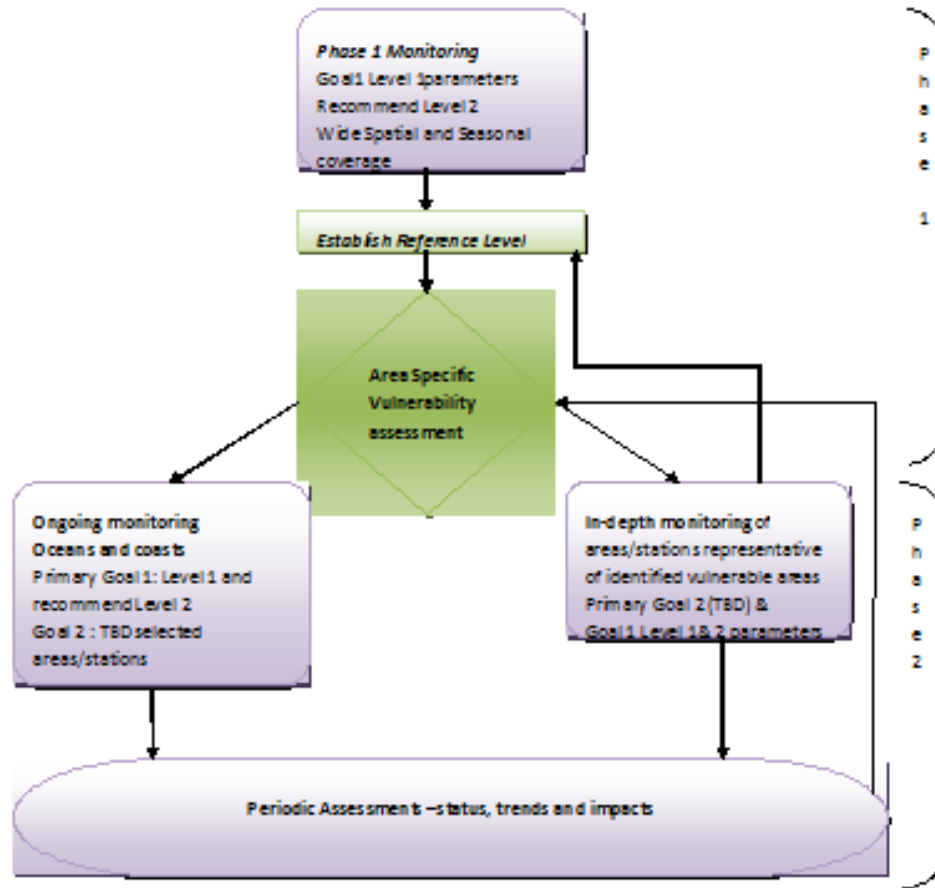 Phase 1 Monitoring
Goal1 Level 1parameters
Recommend Level 2
Wide Spatial and Seasonal
coverage
Establish Reference Level
Area Specific
Vulnerability
assessment
Ongoing monitoring
Oceans and coasts
Primary Goal 1: Level 1 and
recommend Level 2
Goal 2 : TBD selected
areas/stations
In-depth monitoring of
areas/stations representative
of identified vulnerable areas
Primary Goal 2 (TBD) &
Goal1 Level 1& 2 parameters
Periodic Assessments –status, trends and impacts
P
h
a
s
e
1
P
h
a
s
e
2